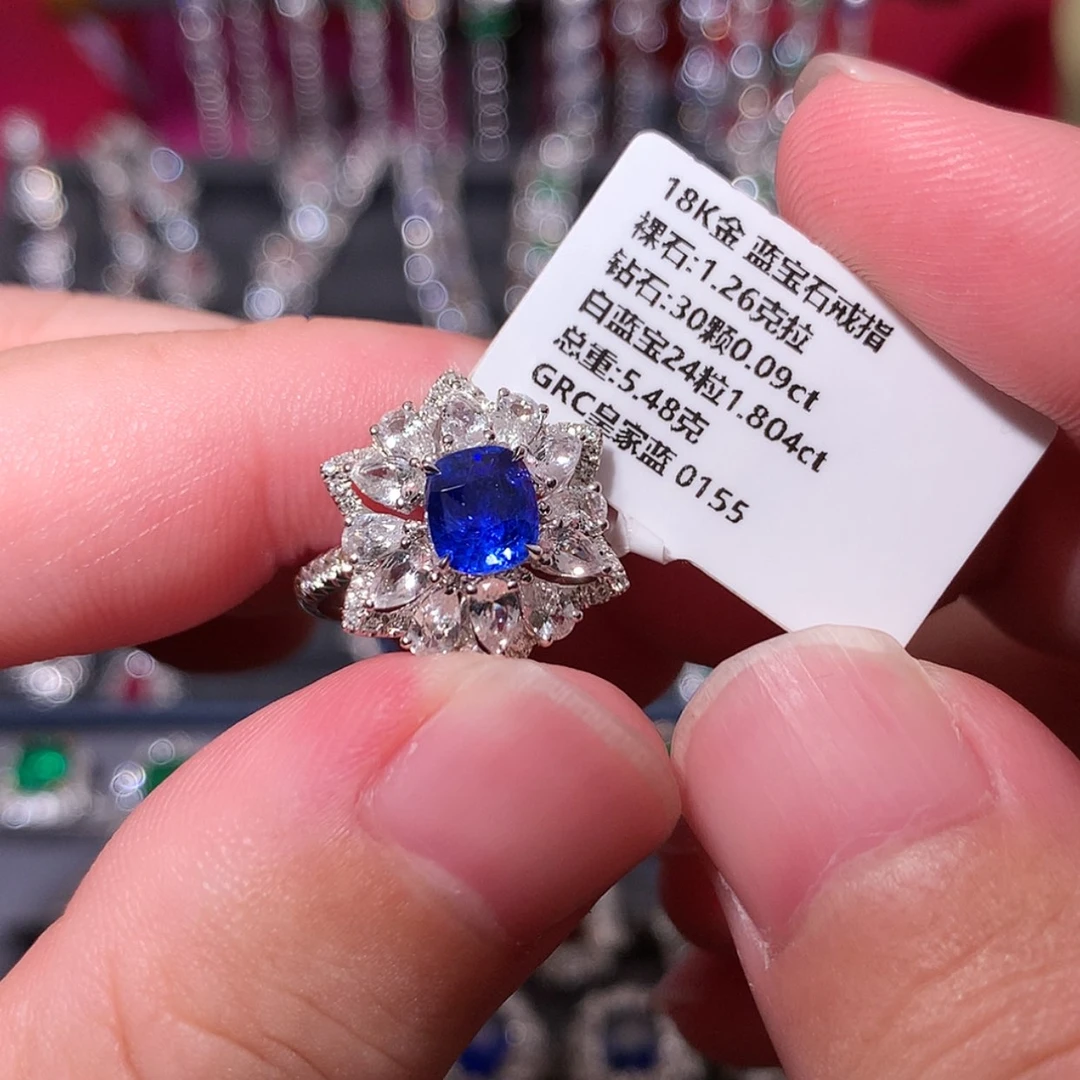 18K金 蓝宝石戒指
裸石:1.26克拉
钻石:30颗0.09ct
白蓝宝24粒1.804ct
总重:5.48克
GRC皇家蓝 0155